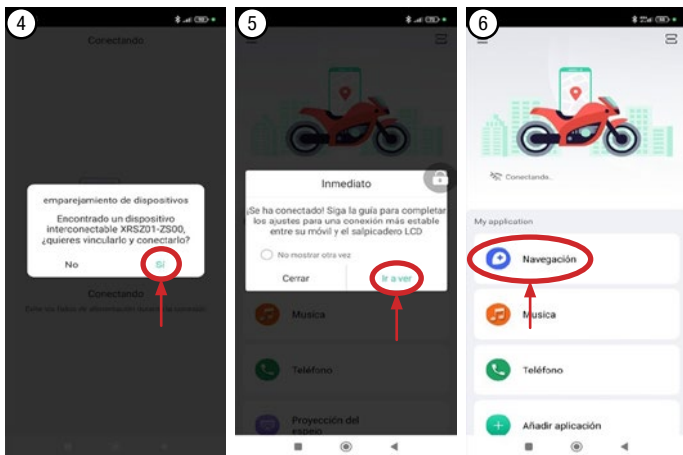 4
Conectando
emparejamiento de dispositivos
Encontrado un dispositivo
interconectable XRSZ01-ZS00,
¿quieres vincularlo y conectarlo?
No
Sí
Conectando
5
Inmediato
¡Se ha conectado! Siga la guía para completar
los ajustes para una conexión más estable
entre su móvil y el salpicadero LCD
No mostrar otra vez
Cerrar
Ir a ver
Musica
Teléfono
Proyección del
espejo
6
Conectando..
My application
Navegación
Musica
Teléfono
Añadir aplicación